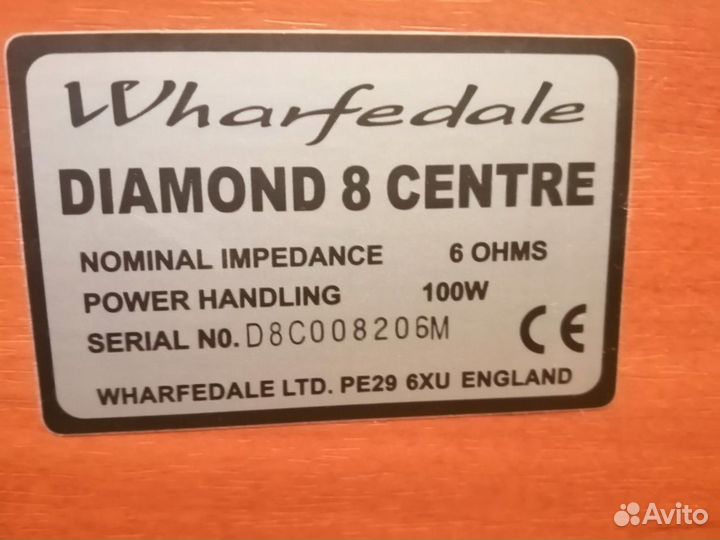 Wharfedale
DIAMOND 8 CENTRE
NOMINAL IMPEDANCE 6 OHMS
POWER HANDLING 100W
SERIAL NO. D8C008206M
CE
WHARFEDALE LTD. PE29 6XU ENGLAND
Avito